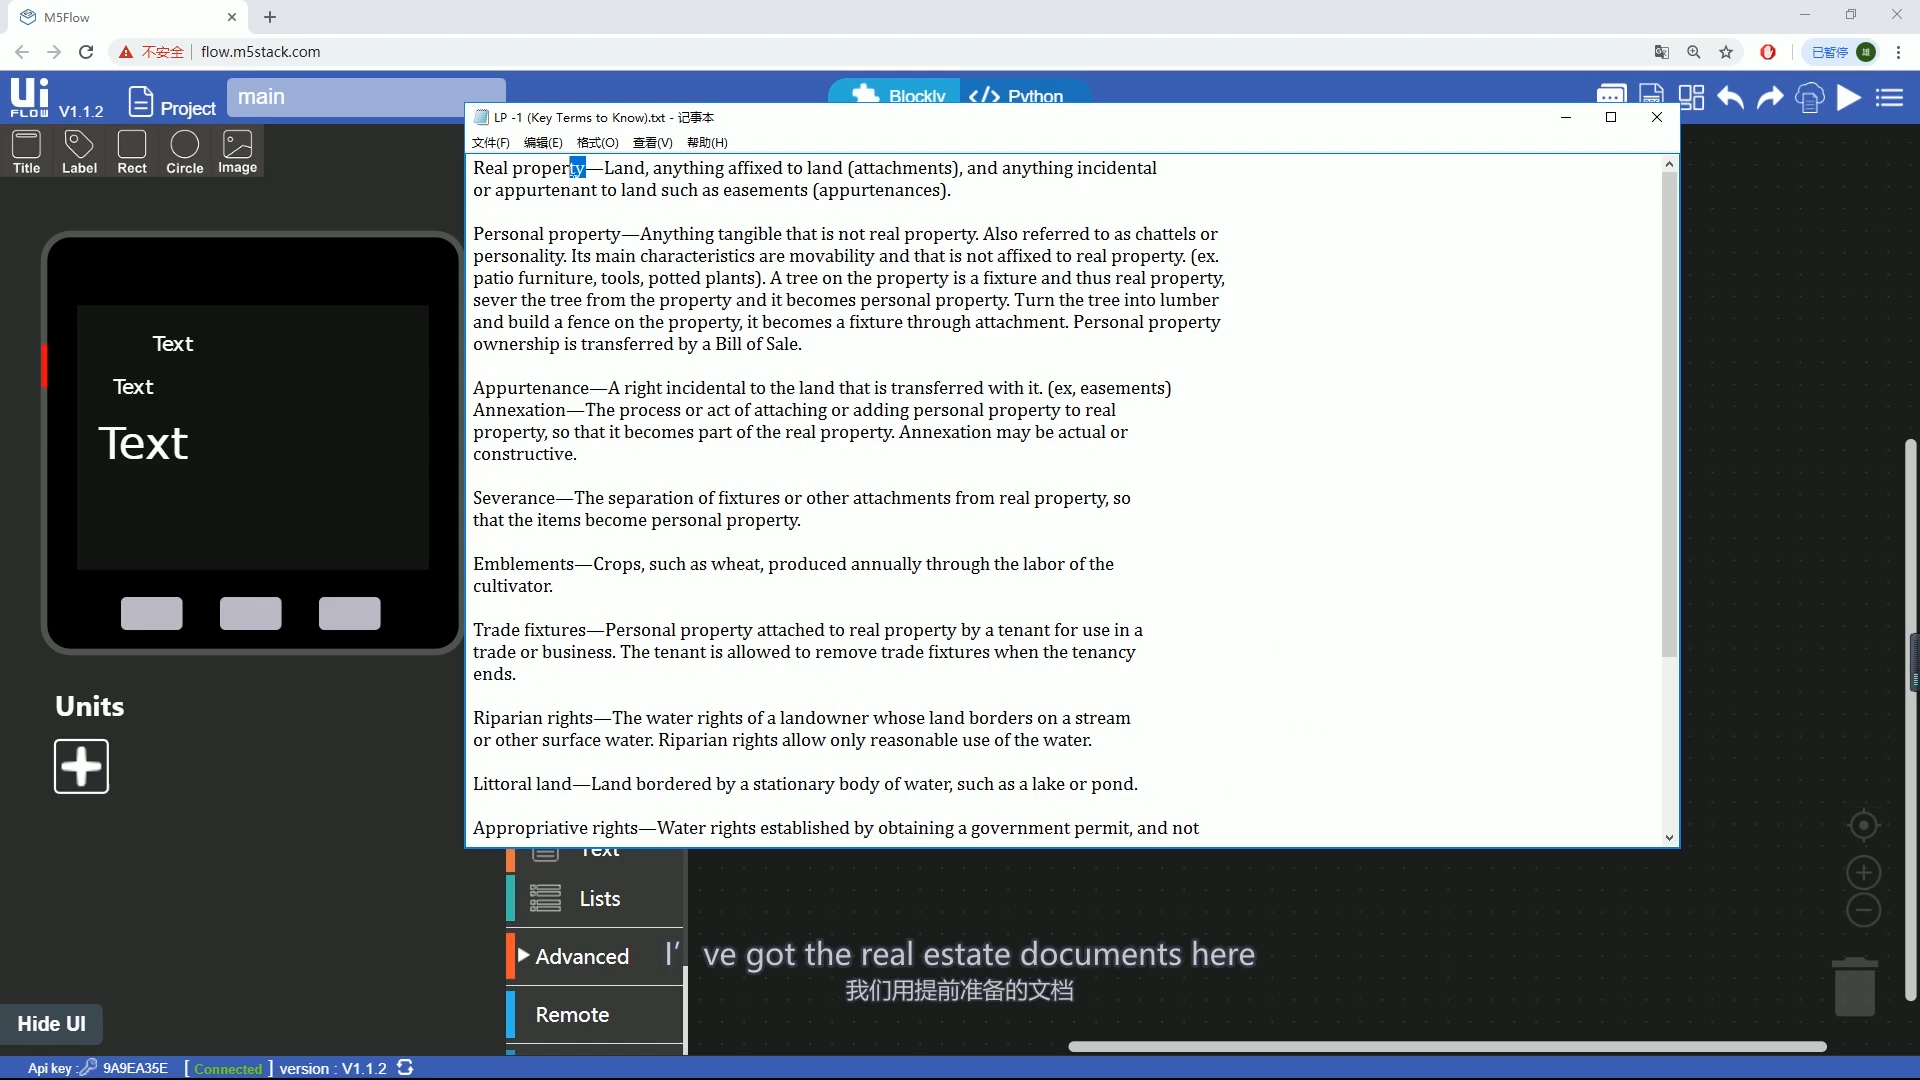 M5Flow
不安全
flow.m5stack.com
已暂停
雄
Ui
FLOW
V1.1.2
Project
main
Blockly
</> Python
Title
Label
Rect
Circle
Image
LP -1 (Key Terms to Know).txt - 记事本
文件(F)
编辑(E)
格式(O)
查看(V)
帮助(H)
Real property—Land, anything affixed to land (attachments), and anything incidental
or appurtenant to land such as easements (appurtenances).
Personal property—Anything tangible that is not real property. Also referred to as chattels or
personality. Its main characteristics are movability and that is not affixed to real property. (ex.
patio furniture, tools, potted plants). A tree on the property is a fixture and thus real property,
sever the tree from the property and it becomes personal property. Turn the tree into lumber
and build a fence on the property, it becomes a fixture through attachment. Personal property
ownership is transferred by a Bill of Sale.
Appurtenance—A right incidental to the land that is transferred with it. (ex, easements)
Annexation—The process or act of attaching or adding personal property to real
property, so that it becomes part of the real property. Annexation may be actual or
constructive.
Severance—The separation of fixtures or other attachments from real property, so
that the items become personal property.
Emblements—Crops, such as wheat, produced annually through the labor of the
cultivator.
Trade fixtures—Personal property attached to real property by a tenant for use in a
trade or business. The tenant is allowed to remove trade fixtures when the tenancy
ends.
Riparian rights—The water rights of a landowner whose land borders on a stream
or other surface water. Riparian rights allow only reasonable use of the water.
Littoral land—Land bordered by a stationary body of water, such as a lake or pond.
Appropriative rights—Water rights established by obtaining a government permit, and not
Text
Text
Text
Units
Text
Lists
Advanced
Remote
I' ve got the real estate documents here
我们用提前准备的文档
Hide UI
Api key : 9A9EA35E [ Connected ] version : V1.1.2